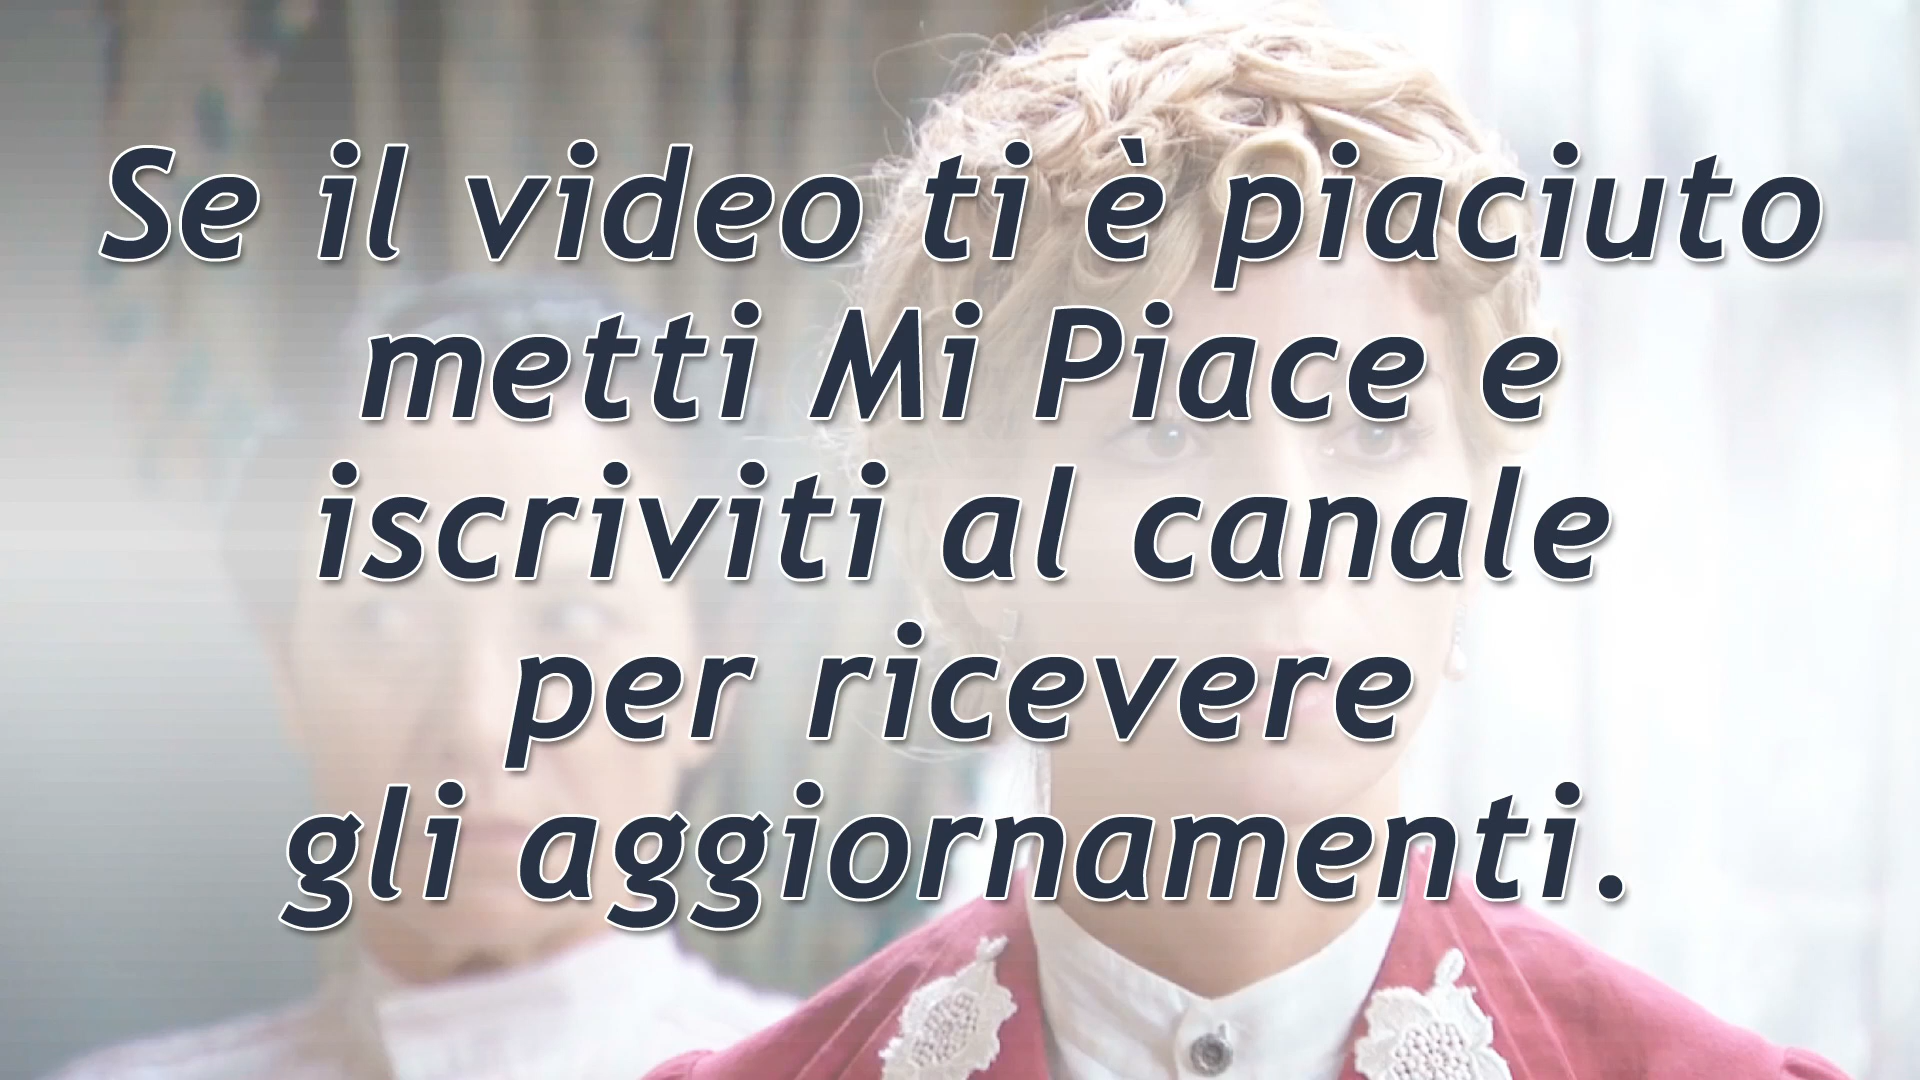 Se il video ti è piaciuto
metti Mi Piace e
iscriviti al canale
per ricevere
gli aggiornamenti.